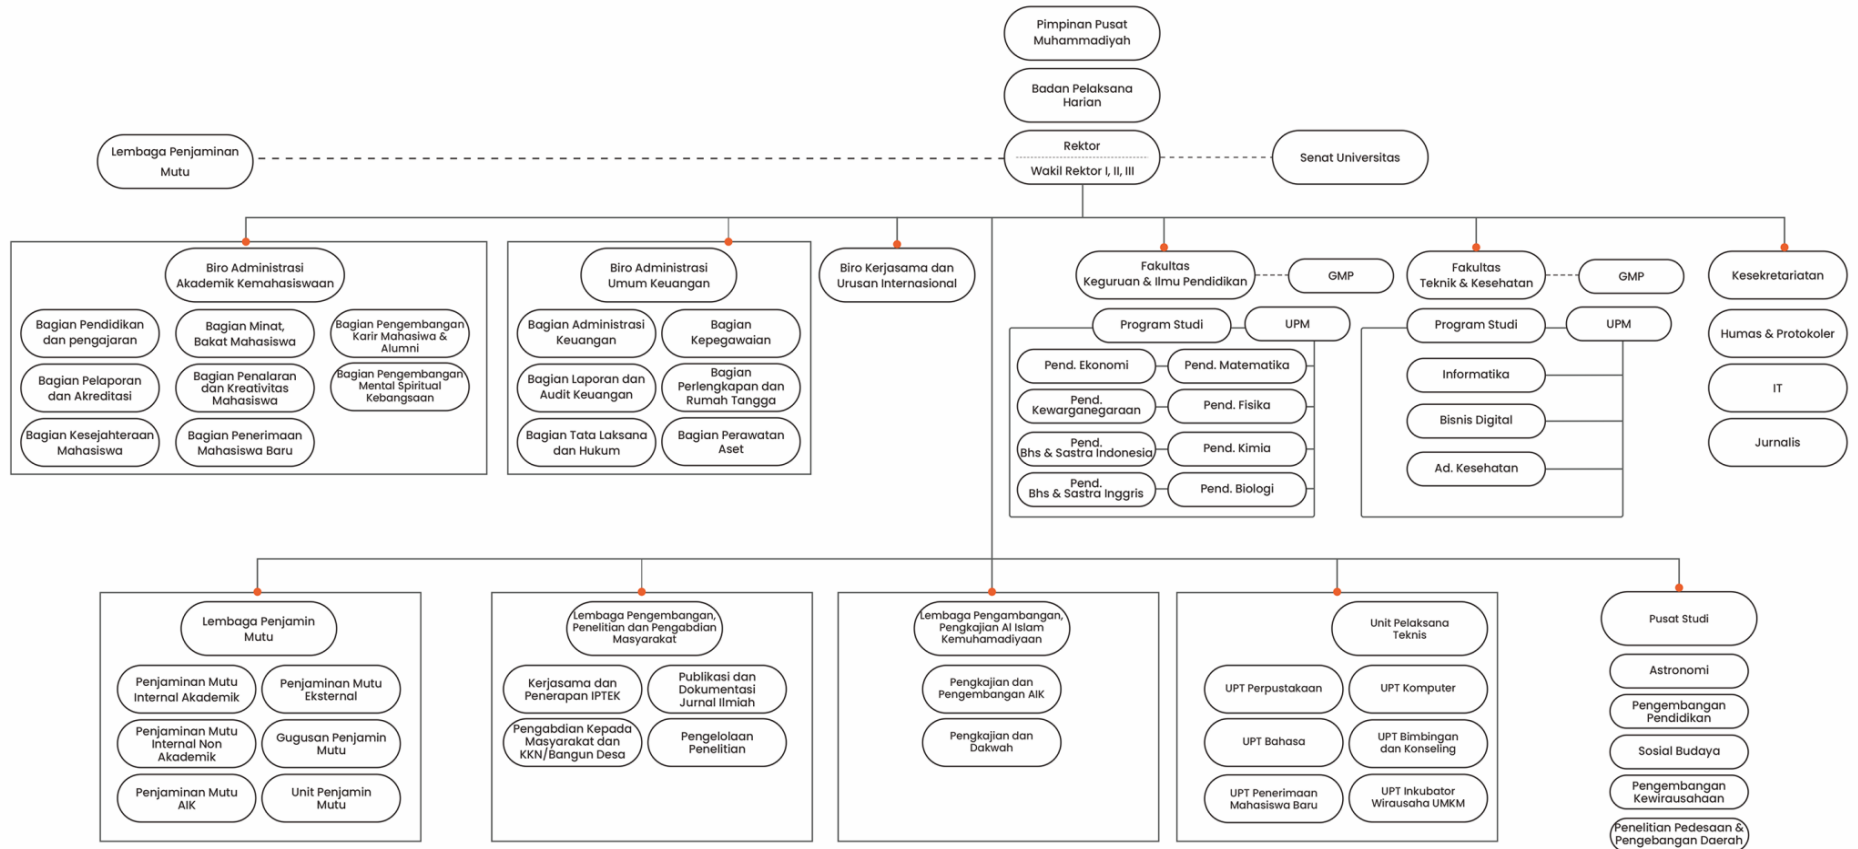 Pimpinan Pusat
Muhammadiyah
Badan Pelaksana
Harian
Lembaga Penjaminan
Mutu
Rektor
Wakil Rektor I, II, III
Senat Universitas
Biro Administrasi
Akademik Kemahasiswaan
Bagian Pendidikan
dan pengajaran
Bagian Minat,
Bakat Mahasiswa
Bagian Pengembangan
Karir Mahasiwa &
Alumni
Bagian Pelaporan
dan Akreditasi
Bagian Penalaran
dan Kreativitas
Mahasiswa
Bagian Pengembangan
Mental Spiritual
Kebangsaan
Bagian Kesejahteraan
Mahasiswa
Bagian Penerimaan
Mahasiswa Baru
Biro Administrasi
Umum Keuangan
Bagian Administrasi
Keuangan
Bagian
Kepegawaian
Bagian Laporan dan
Audit Keuangan
Bagian
Perlengkapan dan
Rumah Tangga
Bagian Tata Laksana
dan Hukum
Bagian Perawatan
Aset
Biro Kerjasama dan
Urusan Internasional
Fakultas
Keguruan & Ilmu Pendidikan
GMP
Program Studi
UPM
Pend. Ekonomi
Pend. Matematika
Pend.
Kewarganegaraan
Pend. Fisika
Pend.
Bhs & Sastra Indonesia
Pend. Kimia
Pend.
Bhs & Sastra Inggris
Pend. Biologi
Fakultas
Teknik & Kesehatan
GMP
Program Studi
UPM
Informatika
Bisnis Digital
Ad. Kesehatan
Kesekretariatan
Humas & Protokoler
IT
Jurnalis
Lembaga Penjamin
Mutu
Penjaminan Mutu
Internal Akademik
Penjaminan Mutu
Eksternal
Penjaminan Mutu
Internal Non
Akademik
Gugusan Penjamin
Mutu
Penjaminan Mutu
AIK
Unit Penjamin
Mutu
Lembaga Pengembangan,
Penelitian dan Pengabdian
Masyarakat
Kerjasama dan
Penerapan IPTEK
Publikasi dan
Dokumentasi
Jurnal Ilmiah
Pengabdian Kepada
Masyarakat dan
KKN/Bangun Desa
Pengelolaan
Penelitian
Lembaga Pengambangan,
Pengkajian Al Islam
Kemuhamadiyaan
Pengkajian dan
Pengembangan AIK
Pengkajian dan
Dakwah
Unit Pelaksana
Teknis
UPT Perpustakaan
UPT Komputer
UPT Bahasa
UPT Bimbingan
dan Konseling
UPT Penerimaan
Mahasiswa Baru
UPT Inkubator
Wirausaha UMKM
Pusat Studi
Astronomi
Pengembangan
Pendidikan
Sosial Budaya
Pengembangan
Kewirausahaan
Penelitian Pedesaan &
Pengebangan Daerah